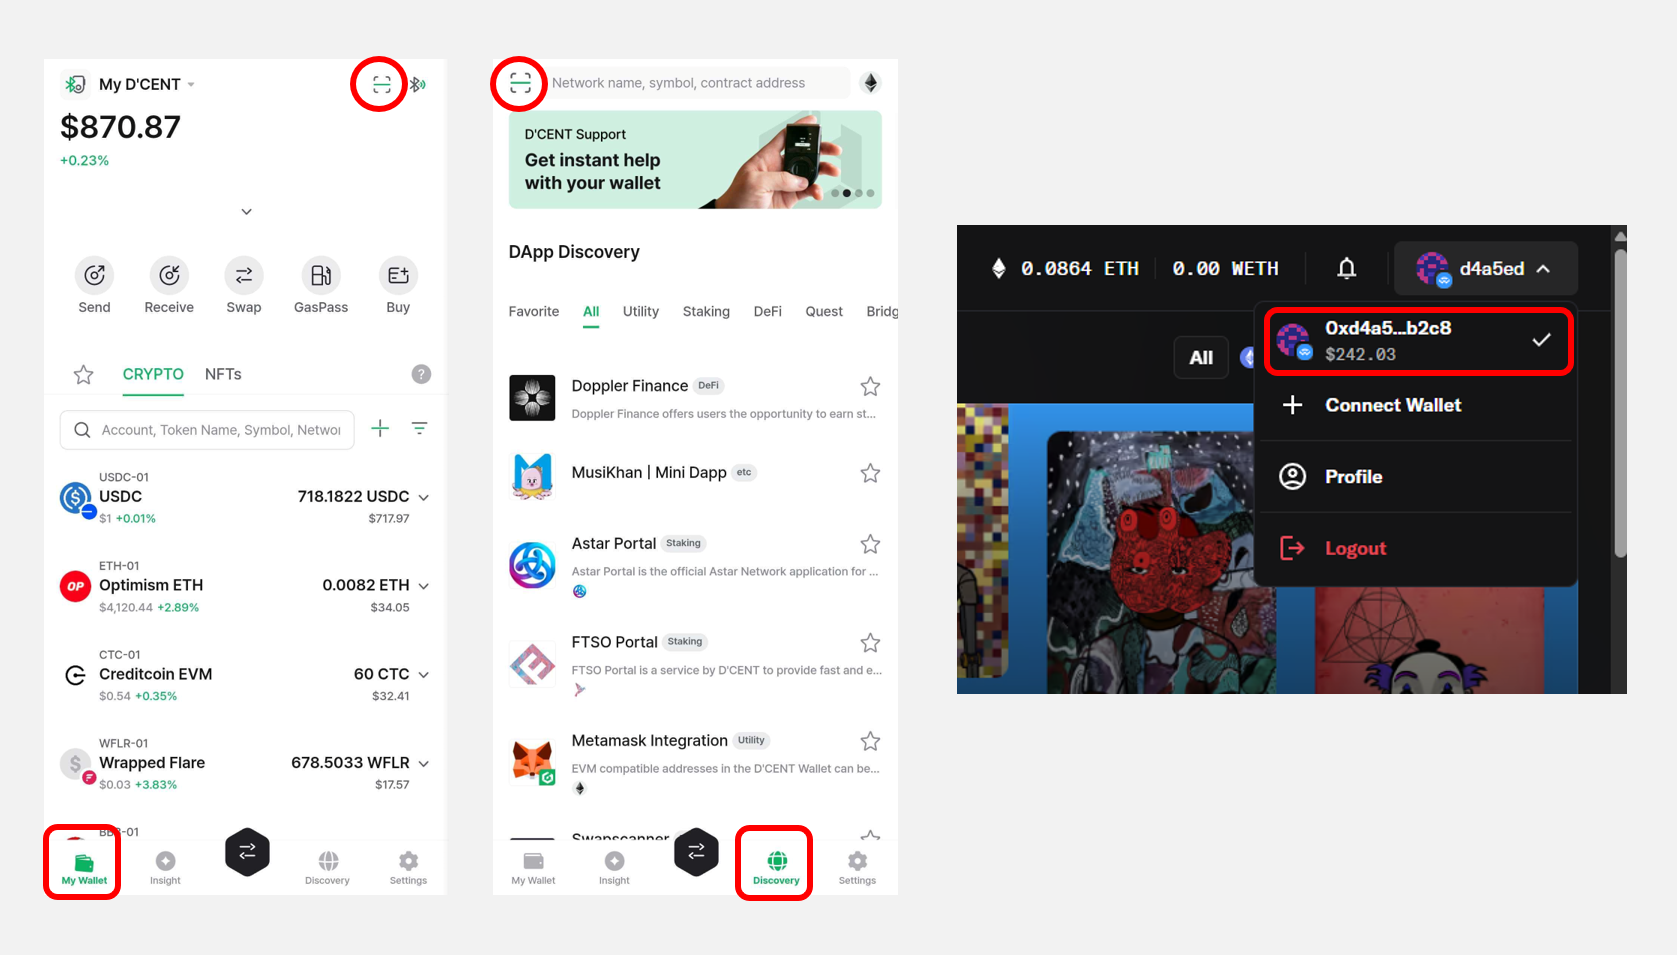 My D'CENT
$870.87
+0.23%
Send
Receive
Swap
GasPass
Buy
CRYPTO
NFTs
?
Account, Token Name, Symbol, Networ
USDC-01
USDC
718.1822 USDC
$1 +0.01%
$717.97
ETH-01
OP
Optimism ETH
0.0082 ETH
$4,120.44 +2.89%
$34.05
CTC-01
Creditcoin EVM
60 CTC
$0.54 +0.35%
$32.41
WFLR-01
Wrapped Flare
678.5033 WFLR
$0.03 +3.83%
$17.57
My Wallet
Insight
Discovery
Settings
Network name, symbol, contract address
D'CENT Support
Get instant help
with your wallet
DApp Discovery
Favorite
All
Utility
Staking
DeFi
Quest
Bridg
Doppler Finance DeFi
Doppler Finance offers users the opportunity to earn st...
MusiKhan | Mini Dapp etc
Astar Portal Staking
Astar Portal is the official Astar Network application for ...
FTSO Portal Staking
FTSO Portal is a service by D'CENT to provide fast and e...
Metamask Integration Utility
EVM compatible addresses in the D'CENT Wallet can be...
Swapscanner
My Wallet
Insight
Discovery
Settings
0.0864 ETH
0.00 WETH
d4a5ed
All
0xd4a5...b2c8
$242.03
Connect Wallet
Profile
Logout